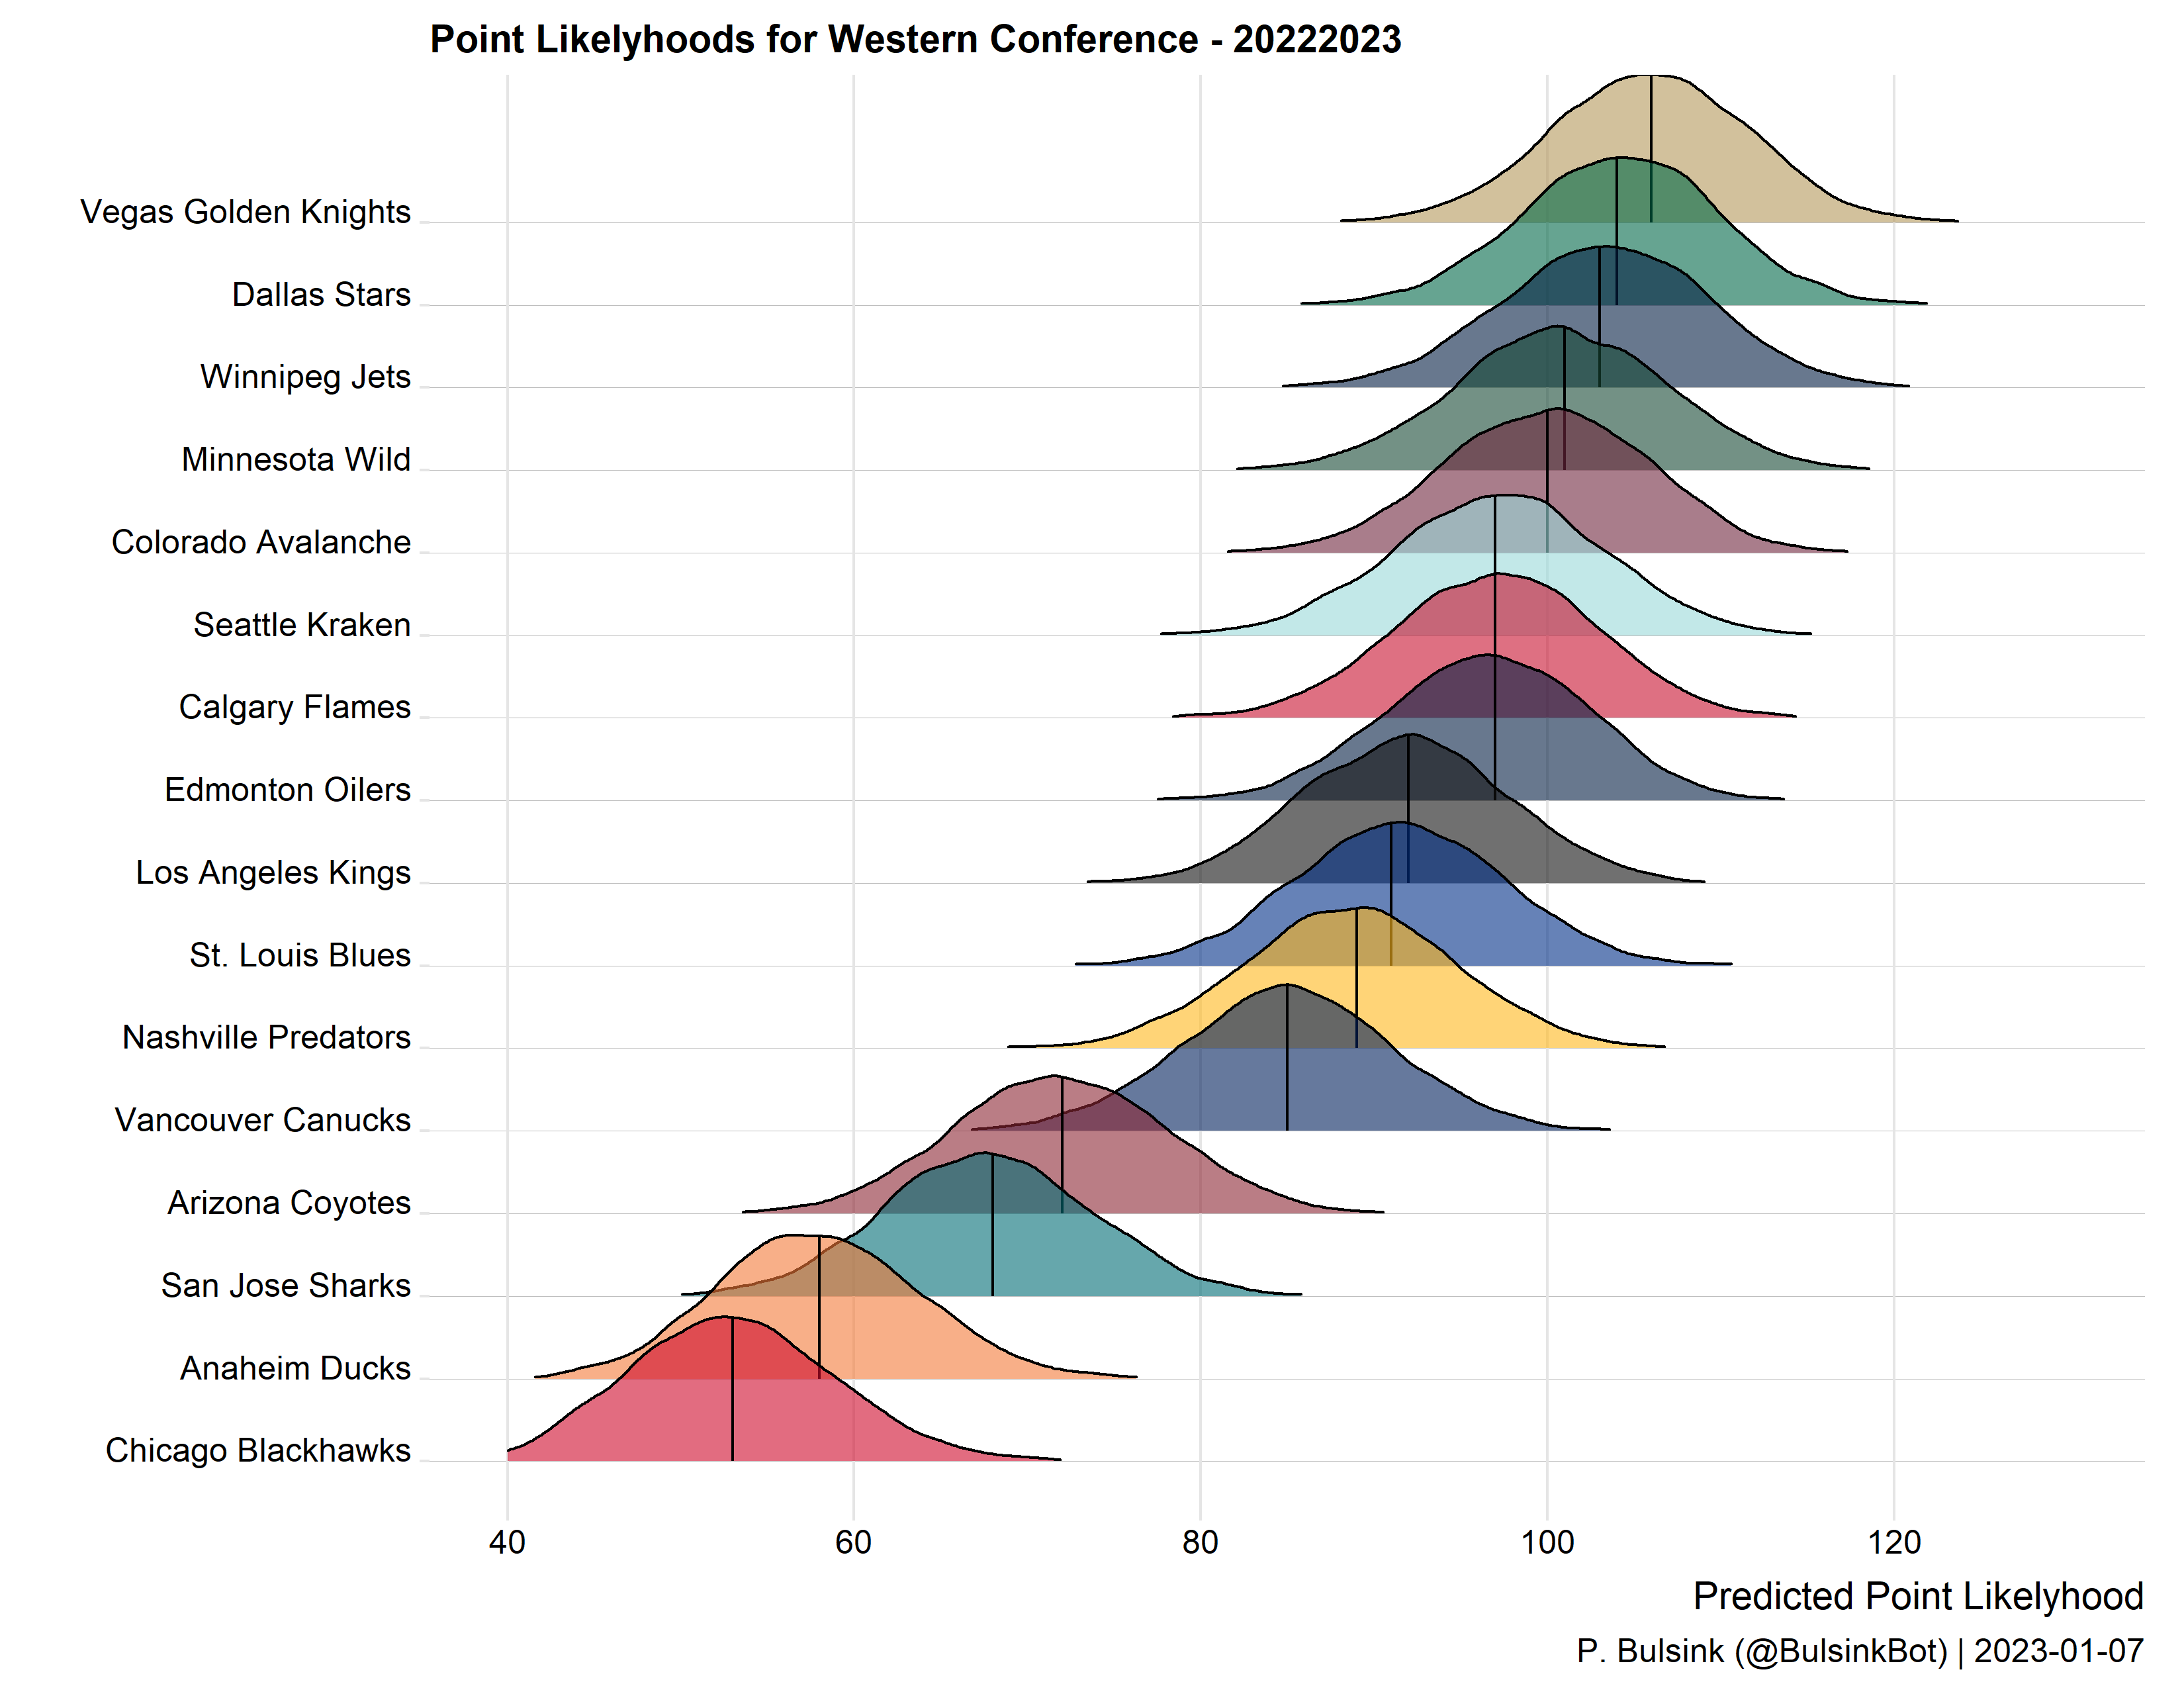 Point Likelyhoods for Western Conference - 20222023
Vegas Golden Knights
Dallas Stars
Winnipeg Jets
Minnesota Wild
Colorado Avalanche
Seattle Kraken
Calgary Flames
Edmonton Oilers
Los Angeles Kings
St. Louis Blues
Nashville Predators
Vancouver Canucks
Arizona Coyotes
San Jose Sharks
Anaheim Ducks
Chicago Blackhawks
40 60 80 100 120
Predicted Point Likelyhood
P. Bulsink (@BulsinkBot) | 2023-01-07